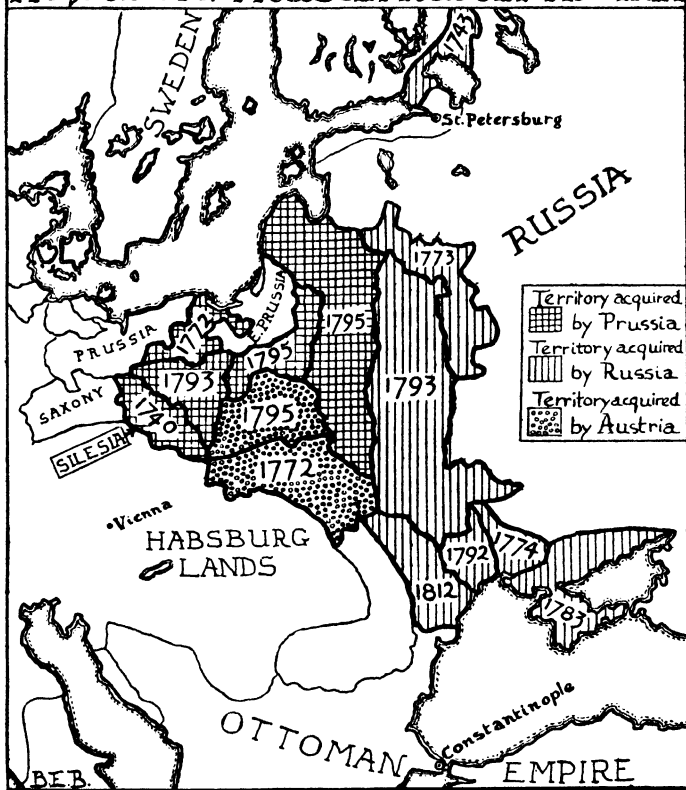 SWEDEN
1743
St. Petersburg
RUSSIA
1773
Territory acquired
by Prussia
Territory acquired
by Russia
Territory acquired
by Austria
PRUSSIA
1772
E. PRUSSIA
1795
1795
1793
1793
SAXONY
1740
SILESIA
1795
1772
Vienna
HABSBURG
LANDS
1792
1774
1812
1783
OTTOMAN
EMPIRE
Constantinople
B.E.B.